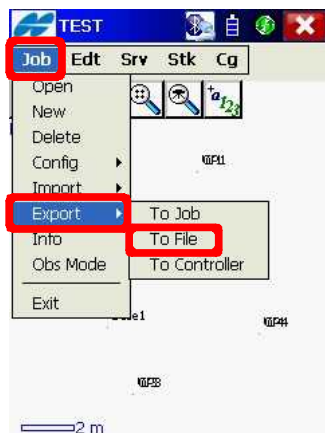 TEST
Job Edt Srv Stk Cg
Open
New
Delete
Config
Import
Export
To Job
Info
To File
Obs Mode
To Controller
Exit
2 m